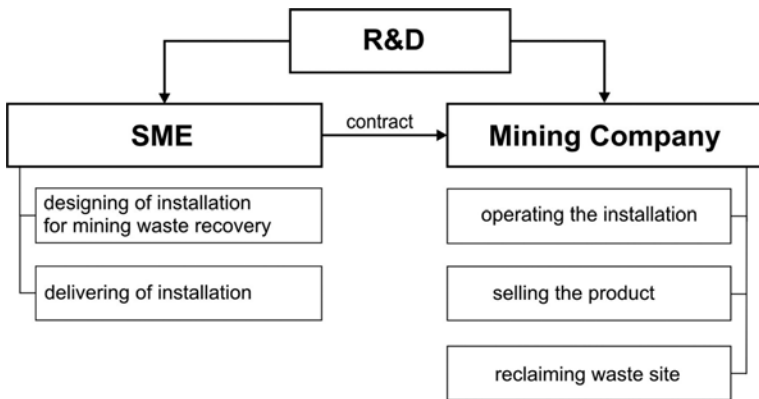 R&D
SME
contract
Mining Company
designing of installation
for mining waste recovery
operating the installation
delivering of installation
selling the product
reclaiming waste site